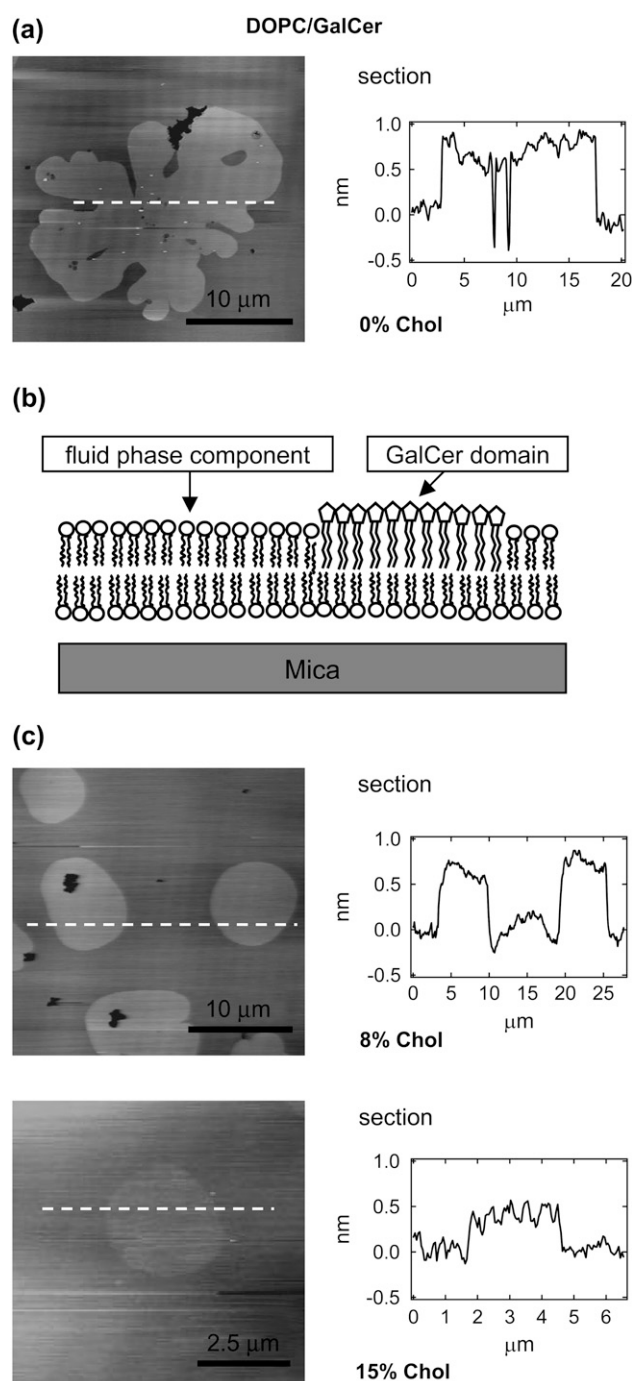 (a)
DOPC/GalCer
section
1.0
0.5
0.0
-0.5
nm
0 5 10 15 20
μm
10 μm
0% Chol
(b)
fluid phase component
GalCer domain
Mica
(c)
section
1.0
0.5
0.0
-0.5
nm
0 5 10 15 20 25
μm
10 μm
8% Chol
section
1.0
0.5
0.0
-0.5
nm
0 1 2 3 4 5 6
μm
2.5 μm
15% Chol